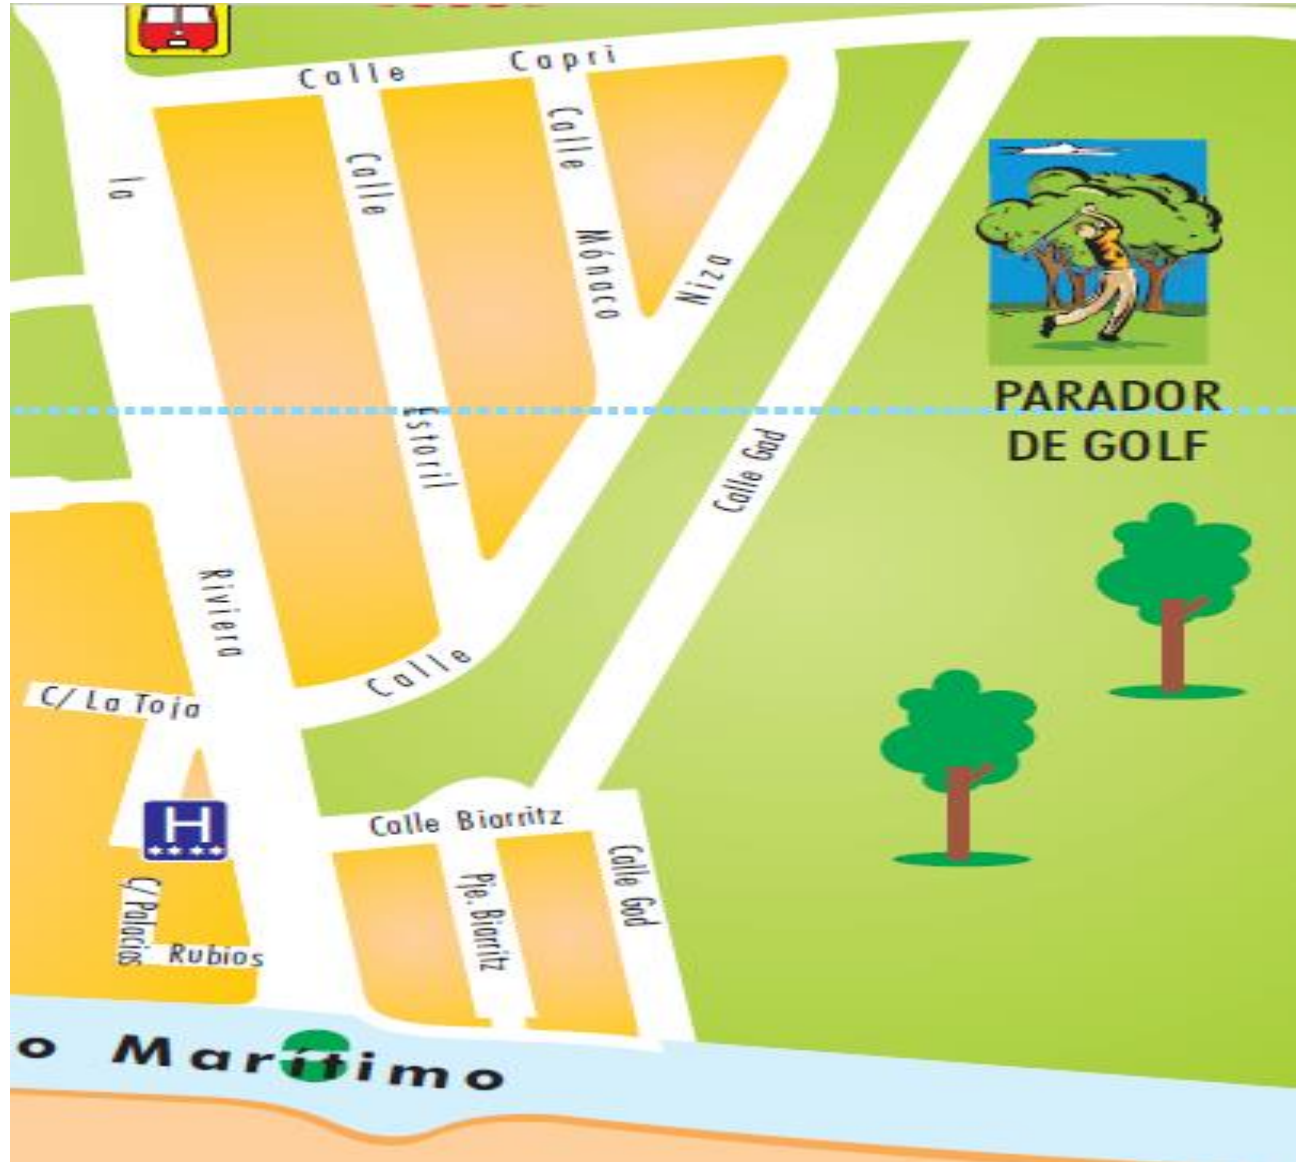 Calle Capri
la
Calle
Estoril
Calle
Mónaco
Niza
Calle
PARADOR
DE GOLF
Calle God
Riviera
C/ La Toja
H
Calle Biarritz
Pje. Biarritz
Calle God
C/Palacios
Rubios
o Marítimo